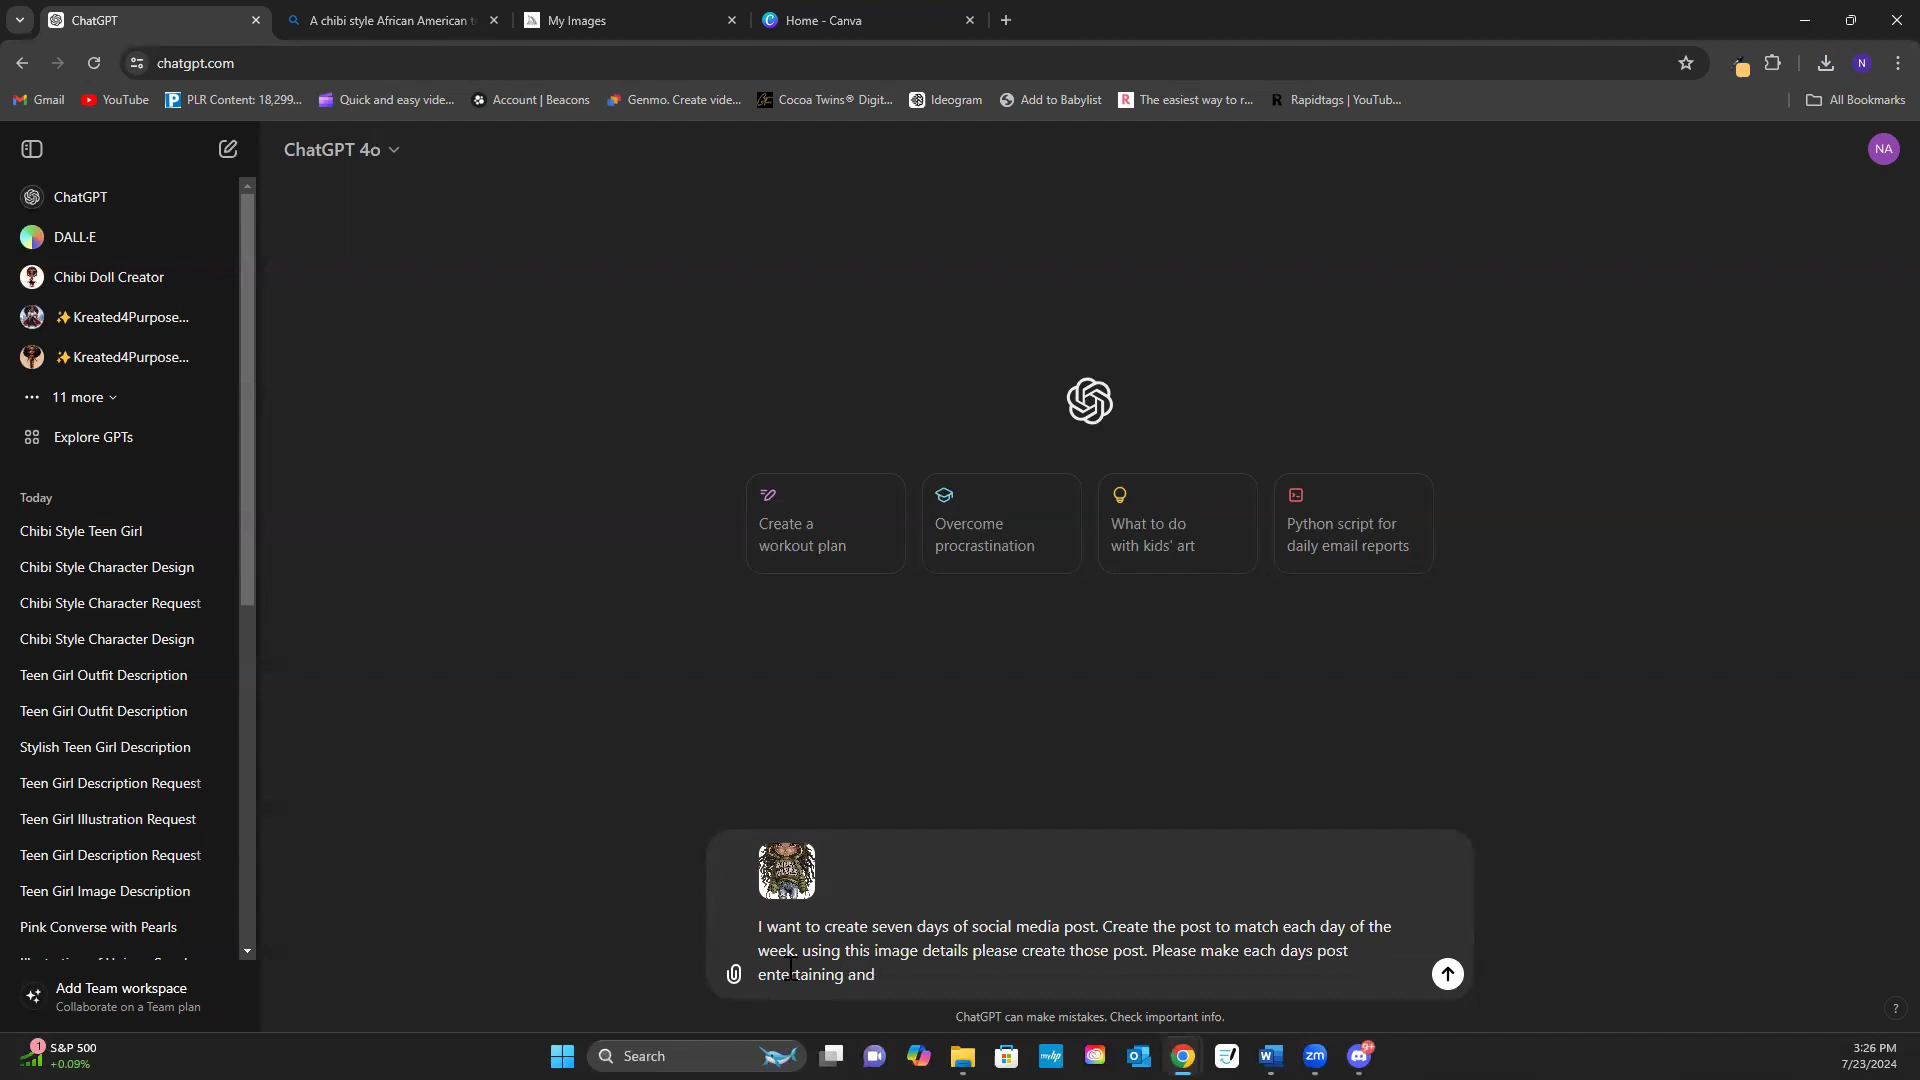 ChatGPT
A chibi style African American t
My Images
Home - Canva
chatgpt.com
N
Gmail
YouTube
PLR Content: 18,299...
Quick and easy vide...
Account | Beacons
Genmo. Create vide...
Cocoa Twins® Digit...
Ideogram
Add to Babylist
The easiest way to r...
Rapidtags | YouTub...
All Bookmarks
ChatGPT 4o
NA
ChatGPT
DALL·E
Chibi Doll Creator
✨Kreated4Purpose...
✨Kreated4Purpose...
11 more
Explore GPTs
Today
Chibi Style Teen Girl
Chibi Style Character Design
Chibi Style Character Request
Chibi Style Character Design
Teen Girl Outfit Description
Teen Girl Outfit Description
Stylish Teen Girl Description
Teen Girl Description Request
Teen Girl Illustration Request
Teen Girl Description Request
Teen Girl Image Description
Pink Converse with Pearls
Add Team workspace
Collaborate on a Team plan
Create a
workout plan
Overcome
procrastination
What to do
with kids' art
Python script for
daily email reports
I want to create seven days of social media post. Create the post to match each day of the
week. using this image details please create those post. Please make each days post
entertaining and
ChatGPT can make mistakes. Check important info.
?
1
S&P 500
+0.09%
Search
myhp
W
zm
9+
3:26 PM
7/23/2024